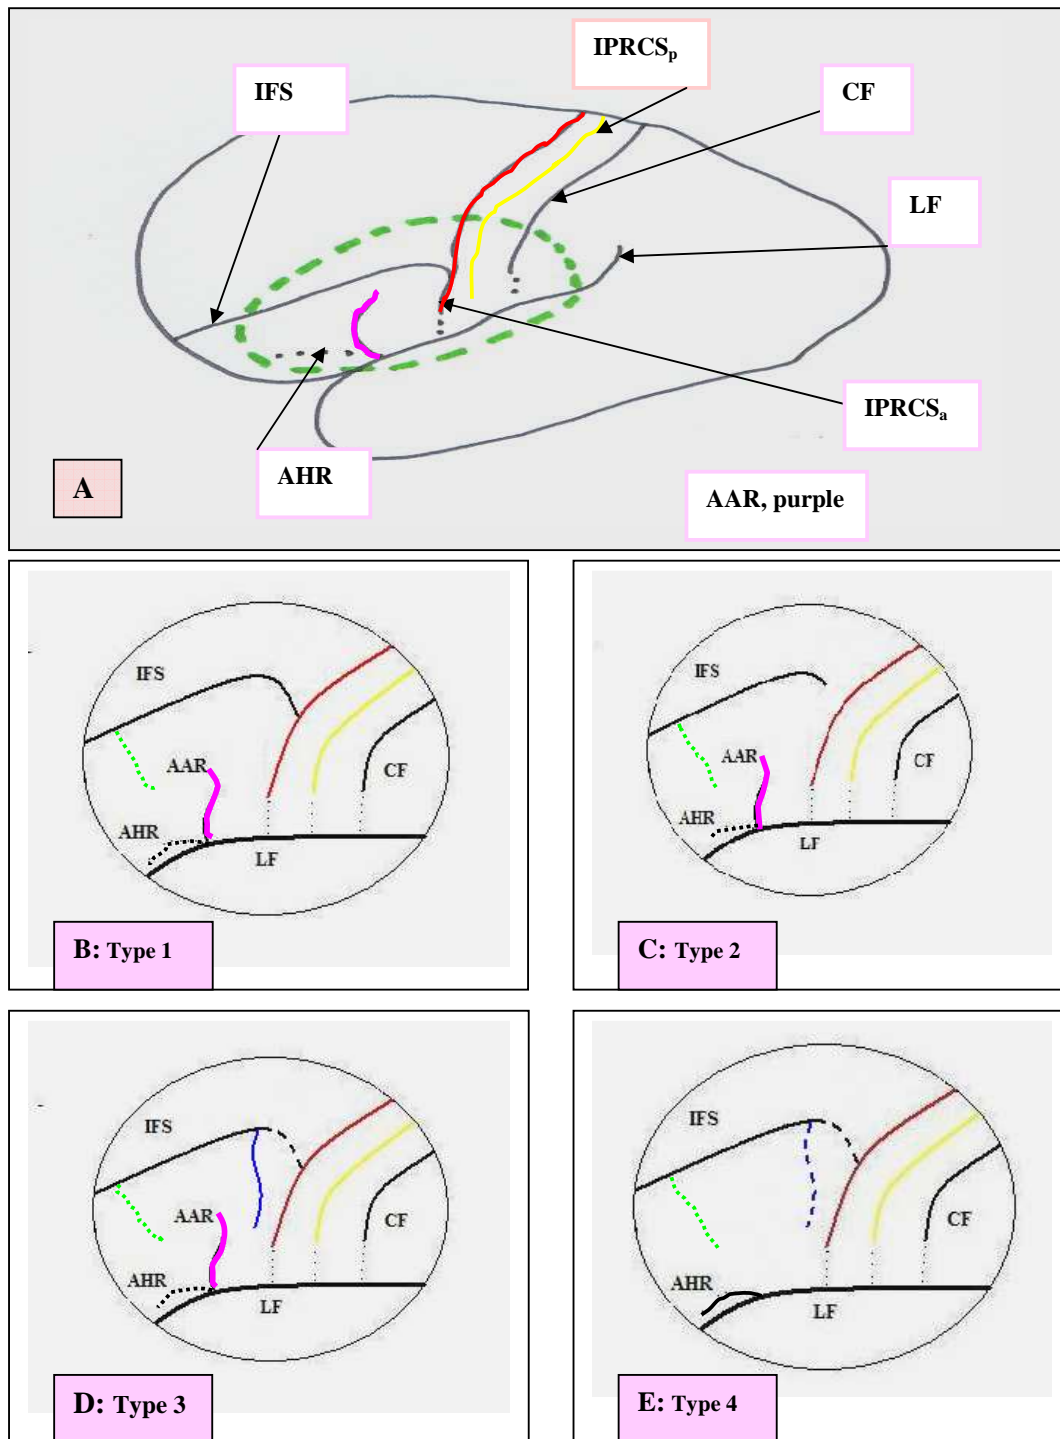 IPRCSp
IFS
CF
LF
IPRCSa
AHR
A
AAR, purple
IFS
AAR
CF
AHR
LF
B: Type 1
IFS
AAR
CF
AHR
LF
C: Type 2
IFS
AAR
CF
AHR
LF
D: Type 3
IFS
CF
AHR
LF
E: Type 4